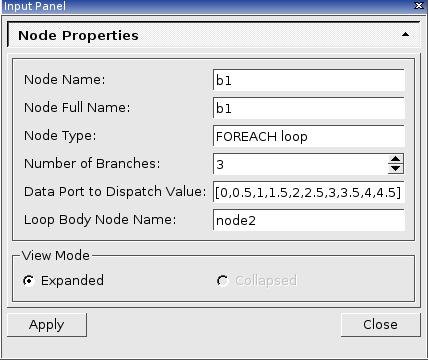 Input Panel
Node Properties
Node Name: b1
Node Full Name: b1
Node Type: FOREACH loop
Number of Branches: 3
Data Port to Dispatch Value: [0,0.5,1,1.5,2,2.5,3,3.5,4,4.5]
Loop Body Node Name: node2
View Mode
Expanded Collapsed
Apply Close